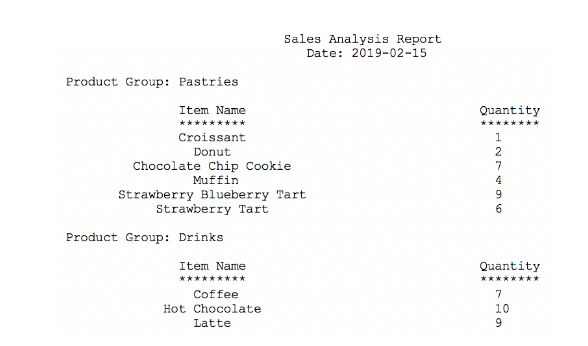 Sales Analysis Report
Date: 2019-02-15
Product Group: Pastries
Item Name Quantity
********* ********
Croissant 1
Donut 2
Chocolate Chip Cookie 7
Muffin 4
Strawberry Blueberry Tart 9
Strawberry Tart 6
Product Group: Drinks
Item Name Quantity
********* ********
Coffee 7
Hot Chocolate 10
Latte 9